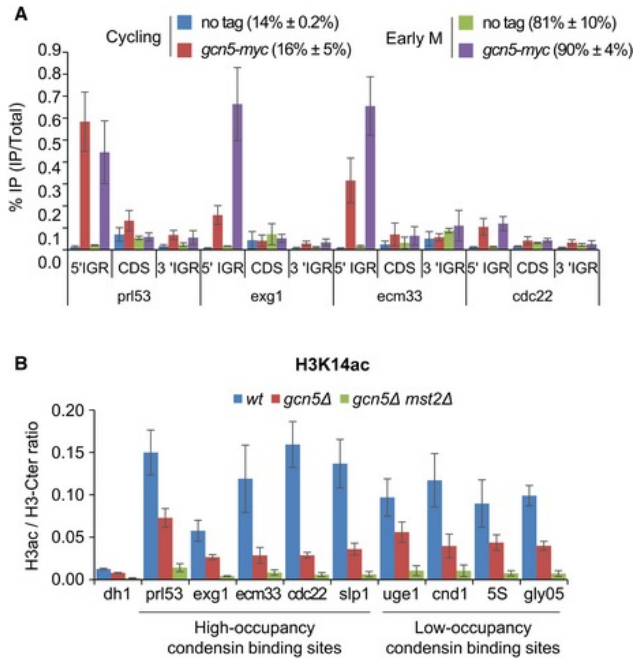 A
Cycling
no tag (14% ± 0.2%)
gcn5-myc (16% ± 5%)
Early M
no tag (81% ± 10%)
gcn5-myc (90% ± 4%)
% IP (IP/Total)
0.9
0.8
0.7
0.6
0.5
0.4
0.3
0.2
0.1
0.0
5'IGR CDS 3 'IGR 5' IGR CDS 3 'IGR 5' IGR CDS 3 'IGR 5' IGR CDS 3 'IGR
prl53 exg1 ecm33 cdc22
B
H3K14ac
wt gcn5Δ gcn5Δ mst2Δ
H3ac / H3-Cter ratio
0.20
0.15
0.10
0.05
0.00
dh1 prl53 exg1 ecm33 cdc22 slp1 uge1 cnd1 5S gly05
High-occupancy condensin binding sites
Low-occupancy condensin binding sites